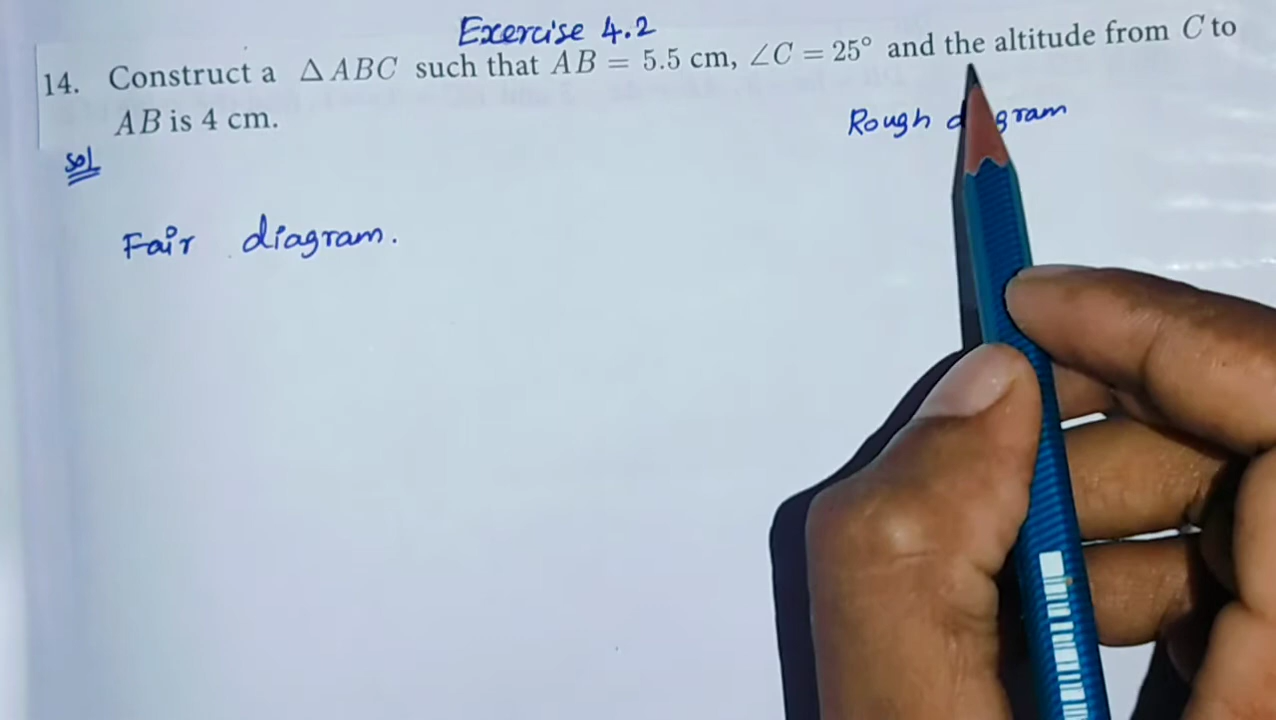 Exercise 4.2
14. Construct a △ABC such that AB = 5.5 cm, ∠C = 25° and the altitude from C to
AB is 4 cm.
Rough d gram
Sol
Fair diagram.